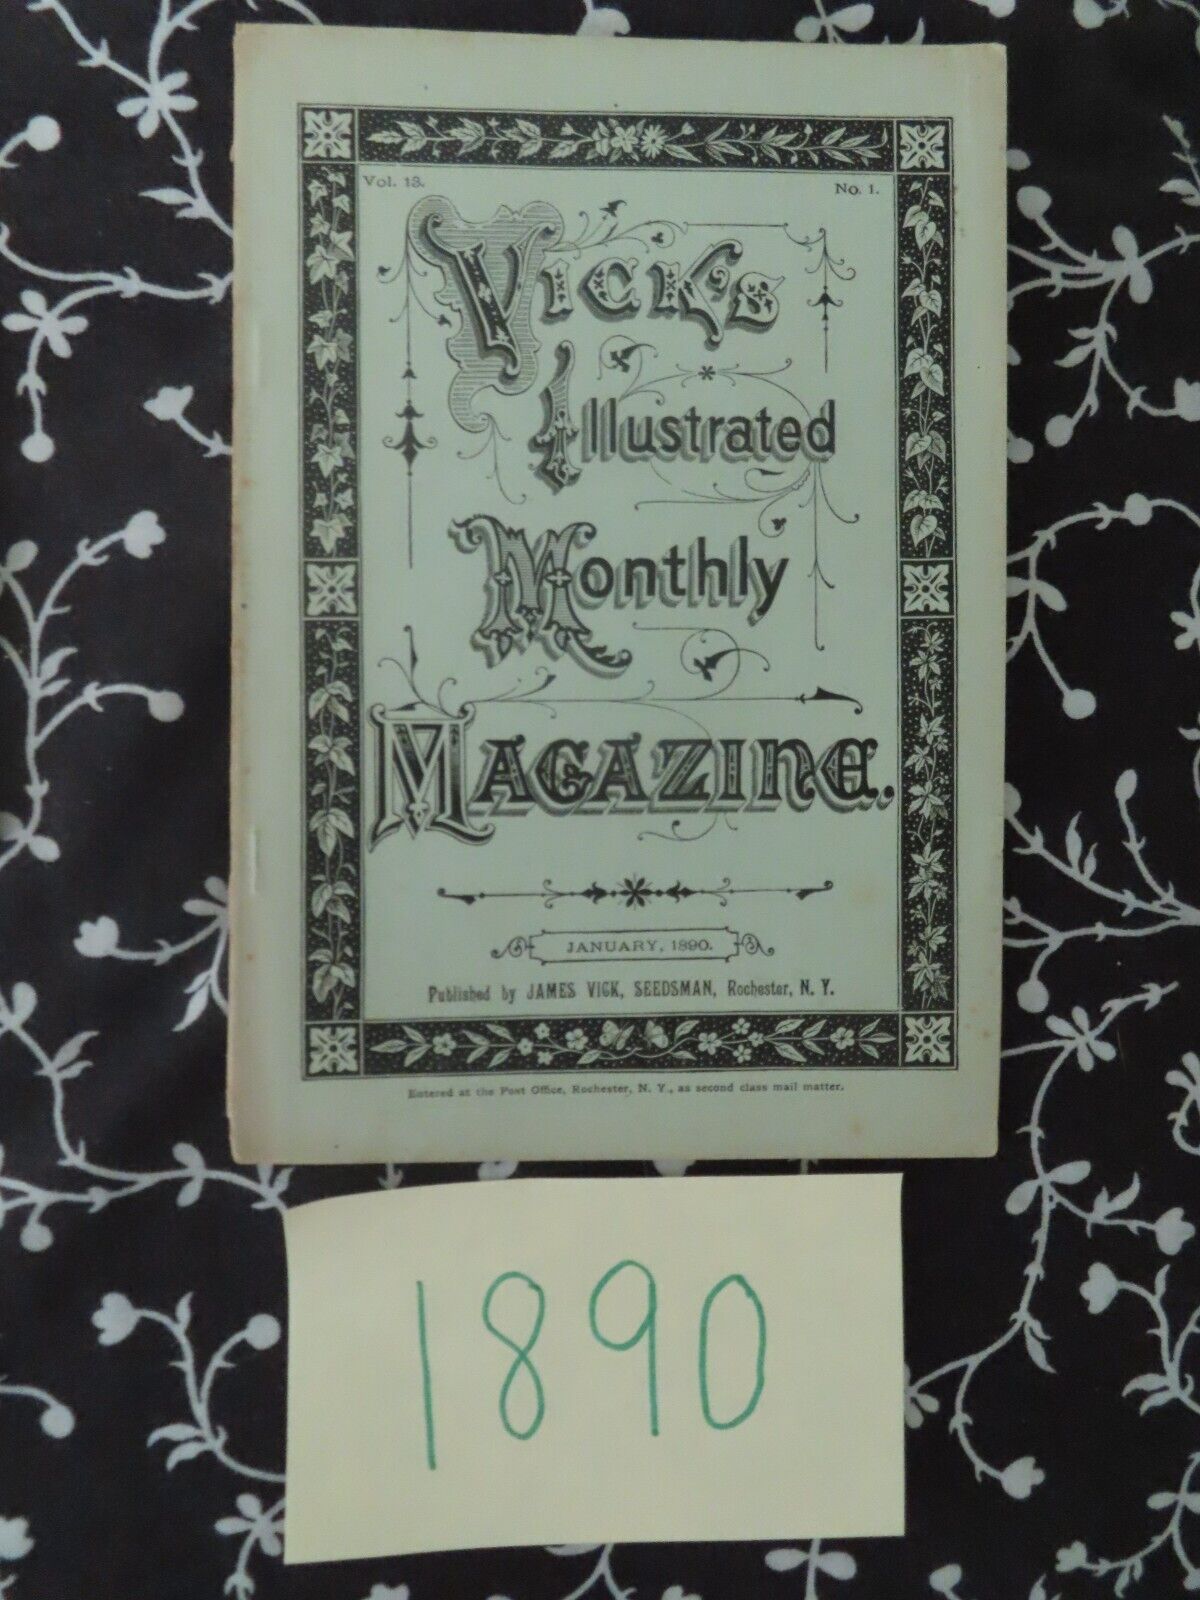 Vol. 13. No. 1.
VICK'S
Illustrated
Monthly
MAGAZINE.
JANUARY, 1890.
Published by JAMES VICK, SEEDSMAN, Rochester, N. Y.
Entered at the Post Office, Rochester, N. Y., as second class mail matter.
1890